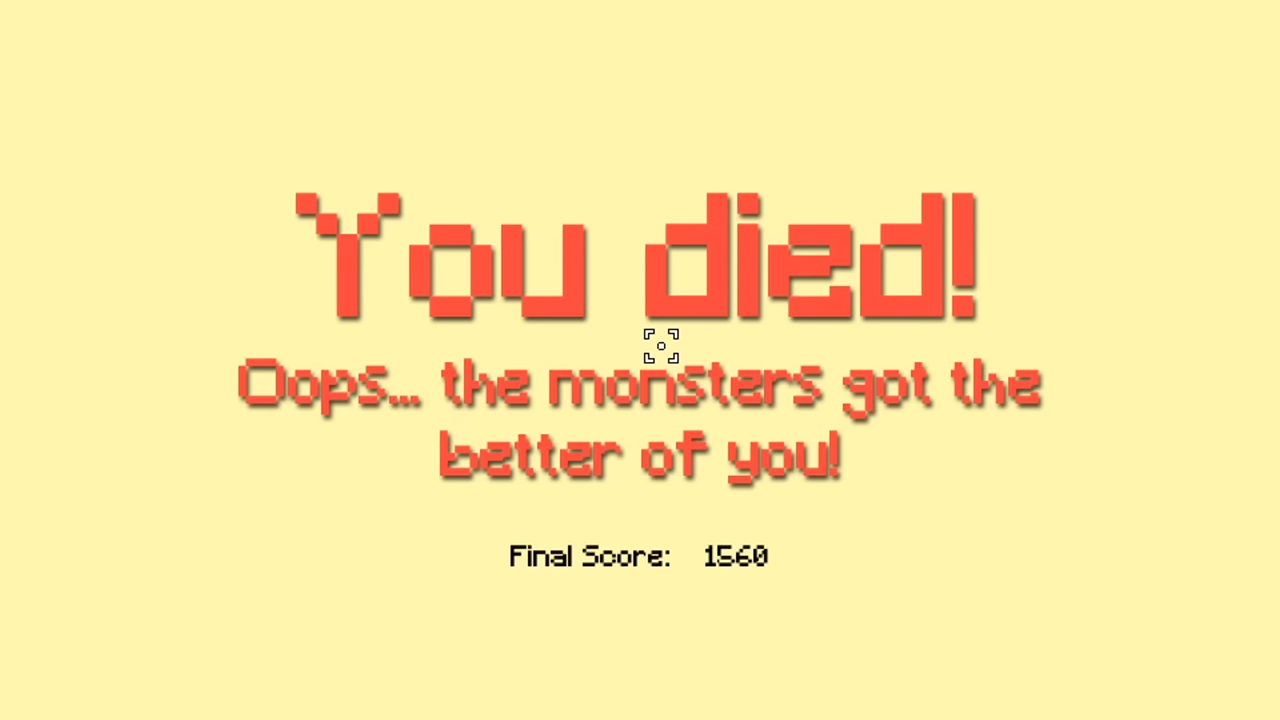 You died!
Oops... the monsters got the
better of you!
Final Score: 1560